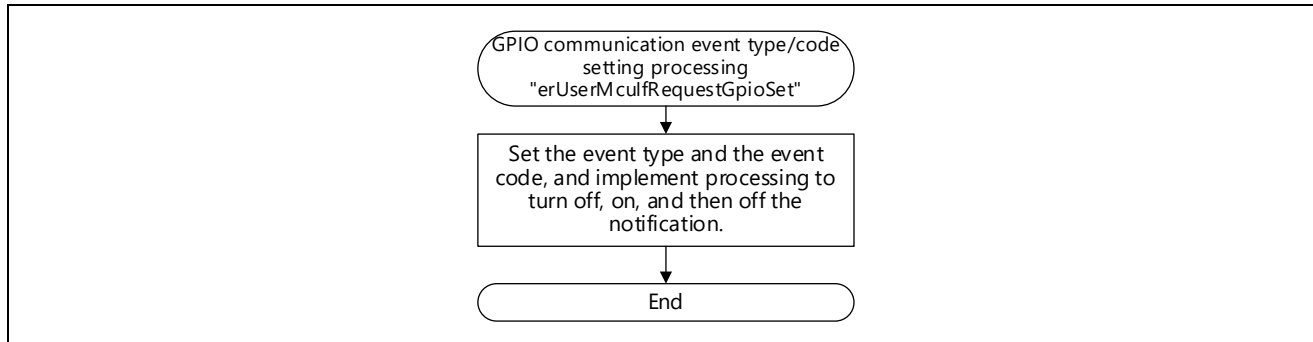 GPIO communication event type/code
setting processing
"erUserMcuIfRequestGpioSet"
Set the event type and the event
code, and implement processing to
turn off, on, and then off the
notification.
End